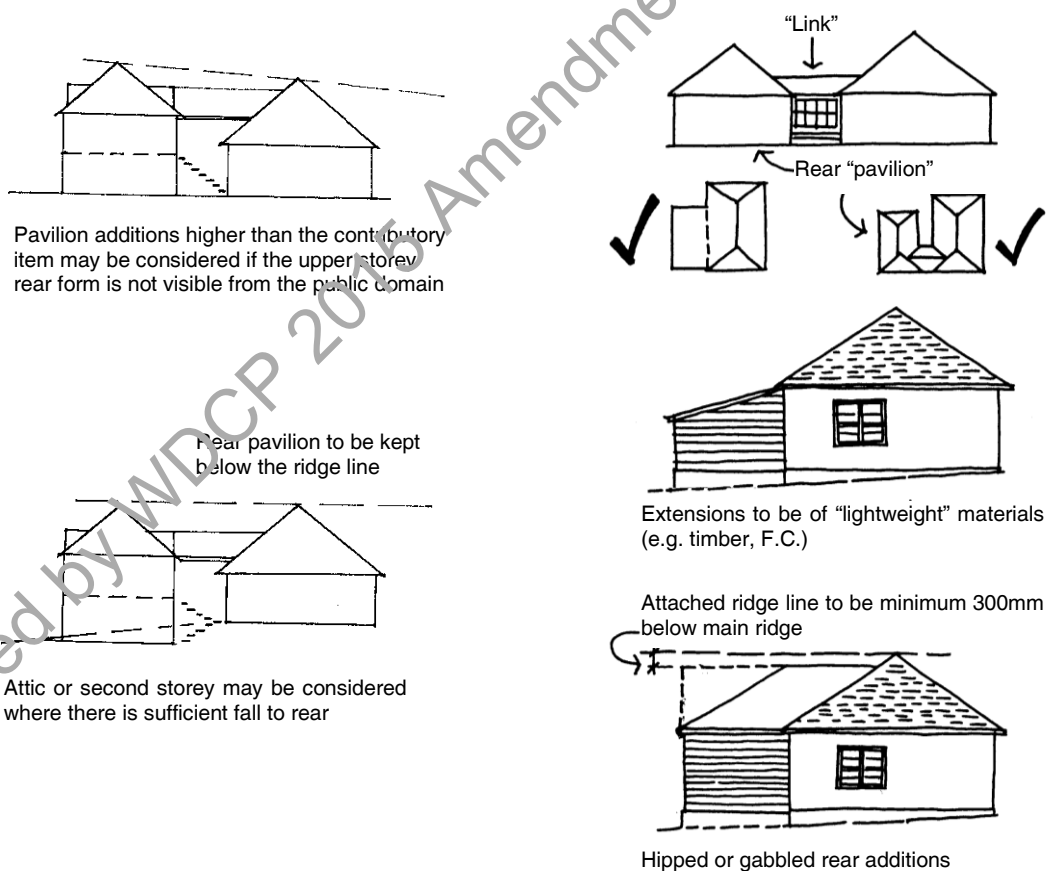 Pavilion additions higher than the contributory
item may be considered if the upper storey
rear form is not visible from the public domain
Rear pavilion to be kept
below the ridge line
Attic or second storey may be considered
where there is sufficient fall to rear
“Link”
Rear “pavilion”
Extensions to be of “lightweight” materials
(e.g. timber, F.C.)
Attached ridge line to be minimum 300mm
below main ridge
Hipped or gabbled rear additions
by WDCP 2015